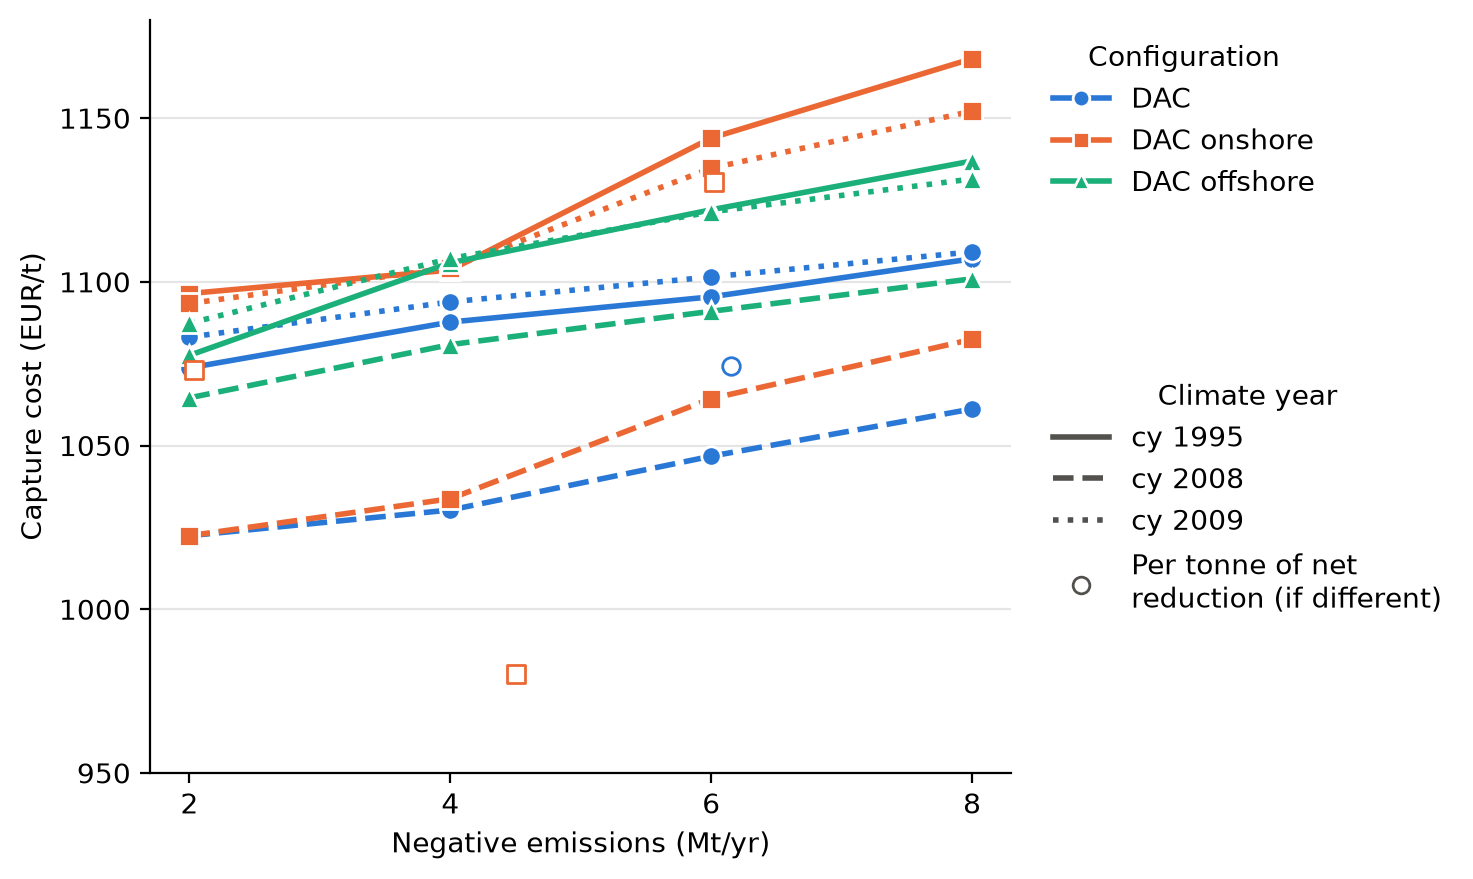 Configuration
DAC
DAC onshore
DAC offshore
Climate year
cy 1995
cy 2008
cy 2009
Per tonne of net
reduction (if different)
Capture cost (EUR/t)
1150
1100
1050
1000
950
2 4 6 8
Negative emissions (Mt/yr)